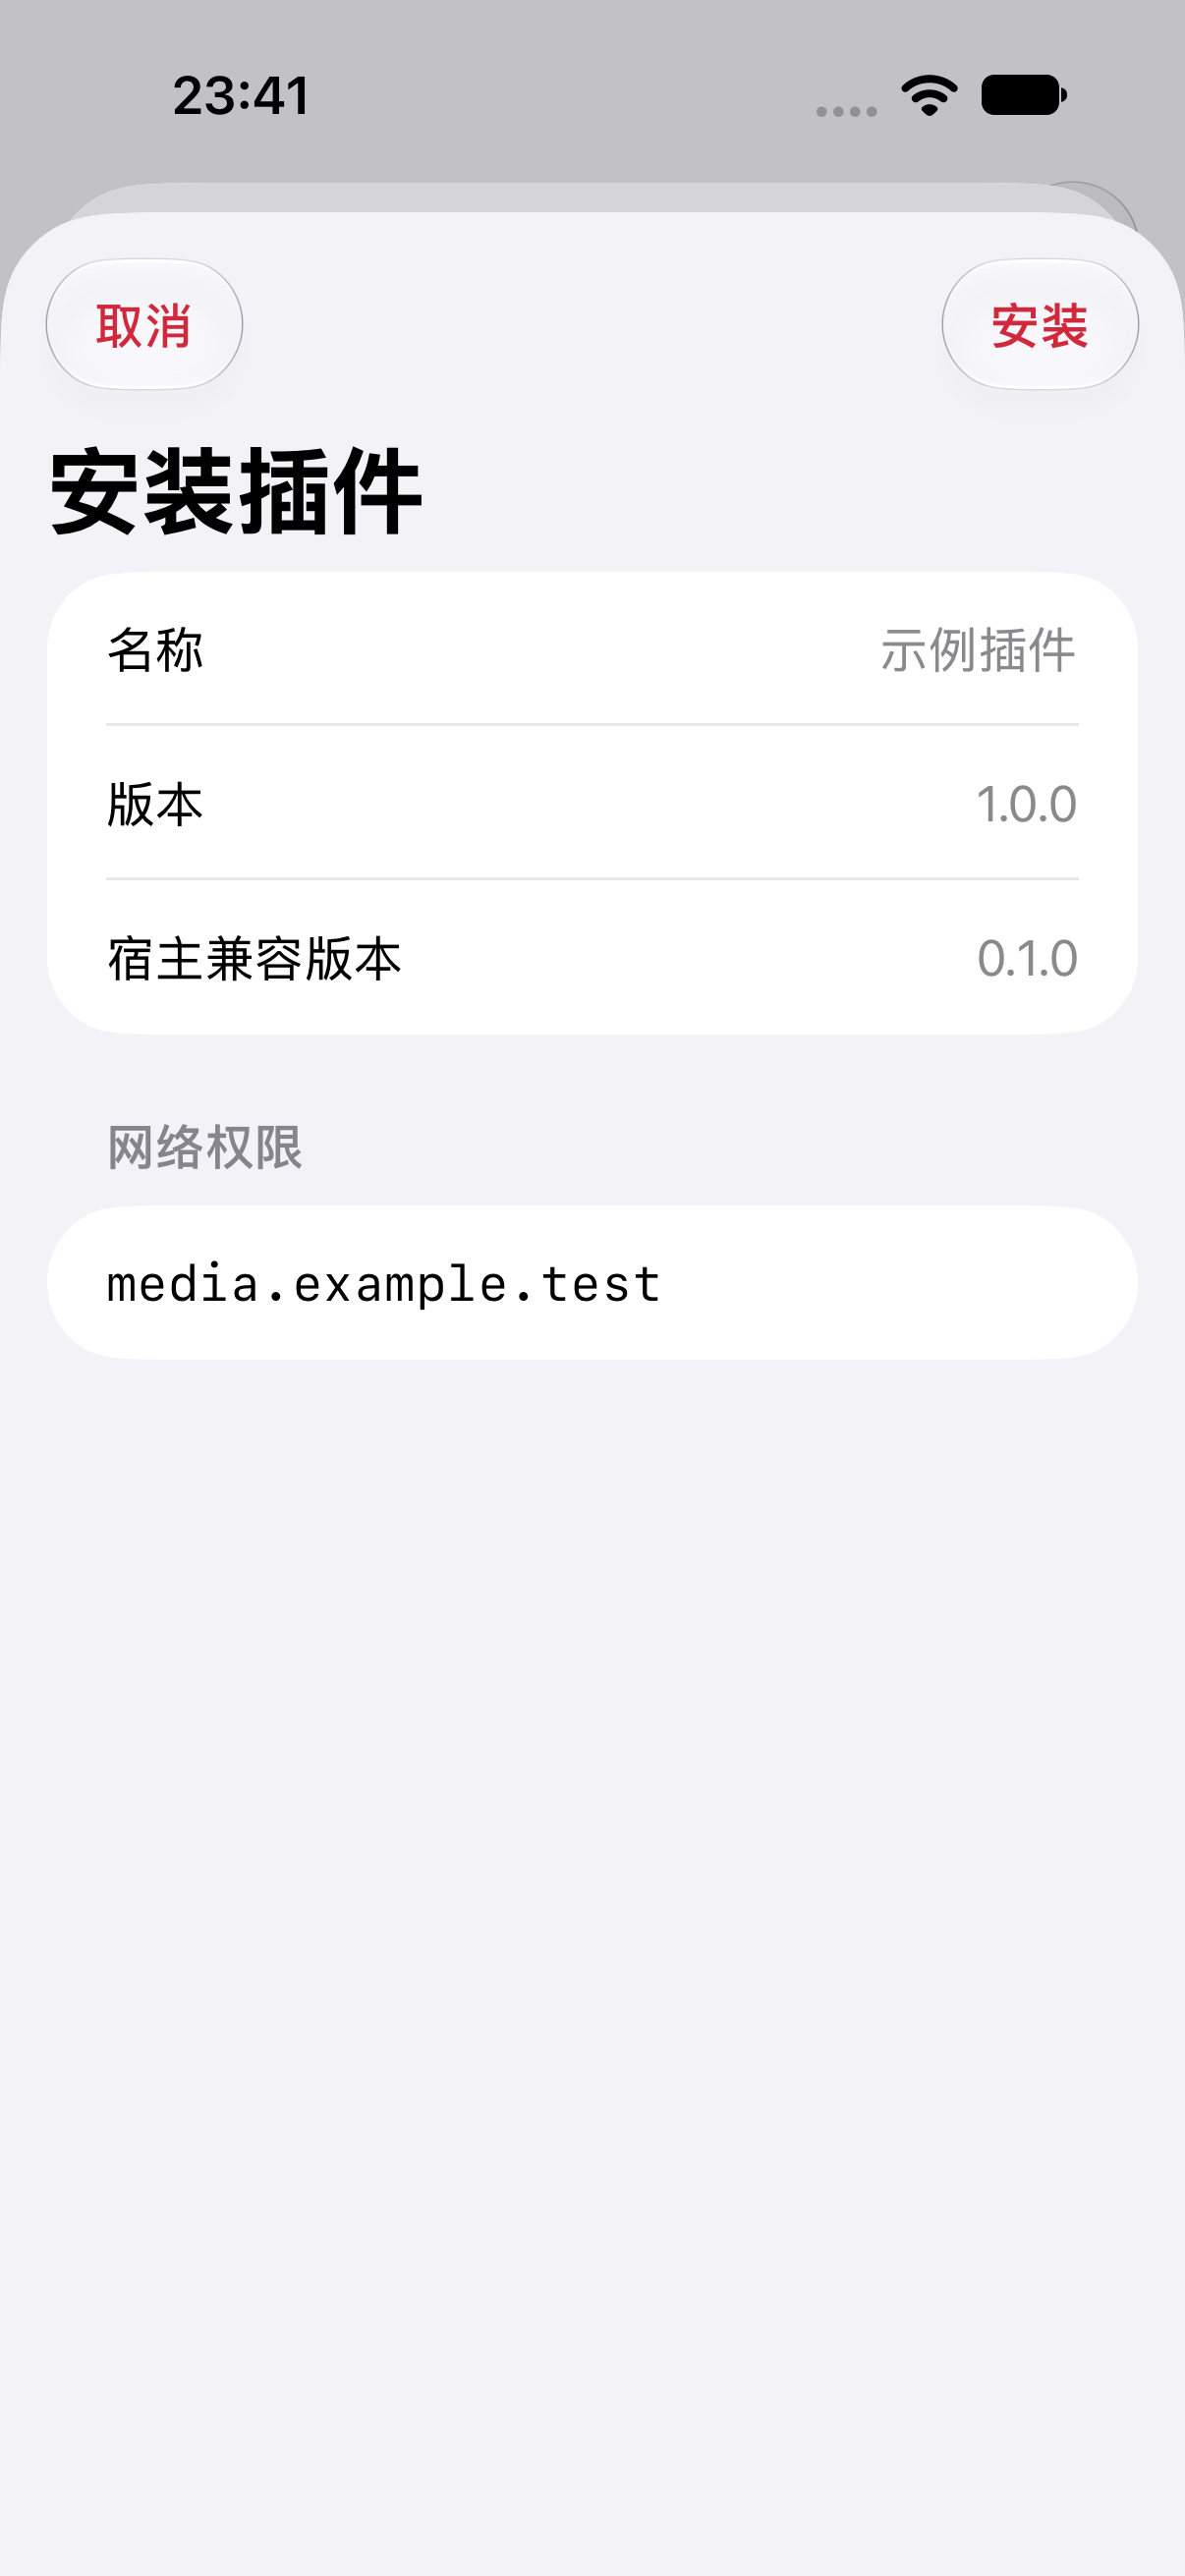 23:41
取消
安装
安装插件
名称 示例插件
版本 1.0.0
宿主兼容版本 0.1.0
网络权限
media.example.test